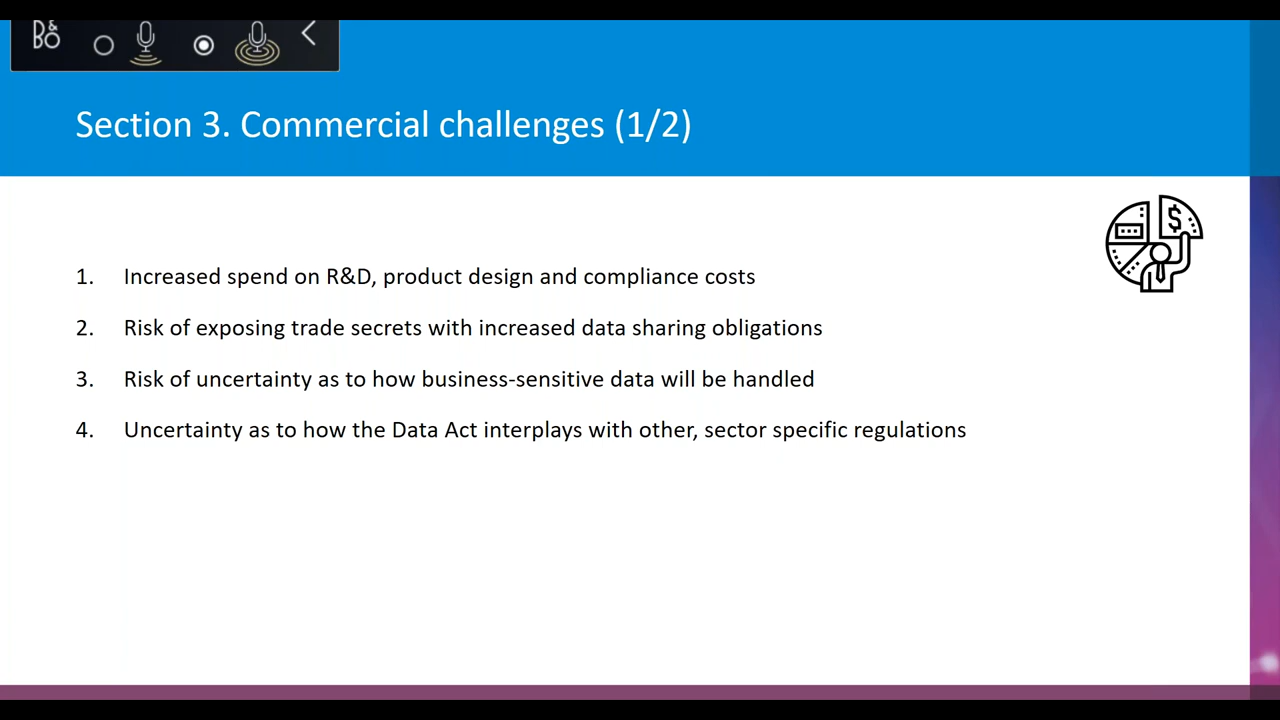 B&O
Section 3. Commercial challenges (1/2)
$
1. Increased spend on R&D, product design and compliance costs
2. Risk of exposing trade secrets with increased data sharing obligations
3. Risk of uncertainty as to how business-sensitive data will be handled
4. Uncertainty as to how the Data Act interplays with other, sector specific regulations